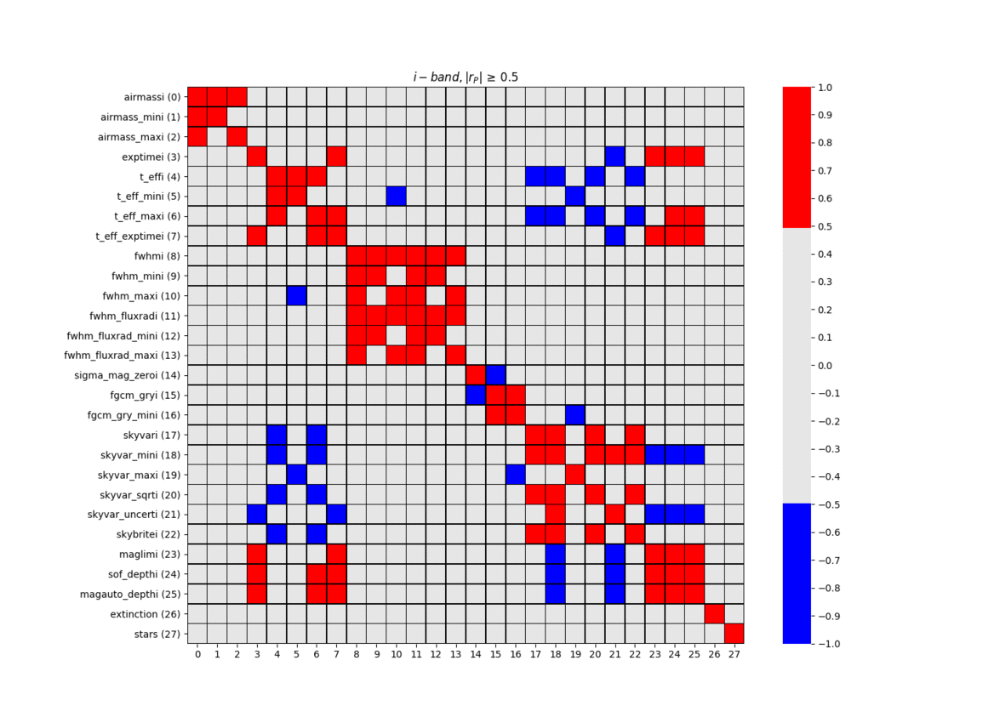 i − band, |r_P| ≥ 0.5
airmassi (0)
airmass_mini (1)
airmass_maxi (2)
exptimei (3)
t_effi (4)
t_eff_mini (5)
t_eff_maxi (6)
t_eff_exptimei (7)
fwhmi (8)
fwhm_mini (9)
fwhm_maxi (10)
fwhm_fluxradi (11)
fwhm_fluxrad_mini (12)
fwhm_fluxrad_maxi (13)
sigma_mag_zeroi (14)
fgcm_gryi (15)
fgcm_gry_mini (16)
skyvari (17)
skyvar_mini (18)
skyvar_maxi (19)
skyvar_sqrti (20)
skyvar_uncerti (21)
skybritei (22)
maglimi (23)
sof_depthi (24)
magauto_depthi (25)
extinction (26)
stars (27)
0 1 2 3 4 5 6 7 8 9 10 11 12 13 14 15 16 17 18 19 20 21 22 23 24 25 26 27
1.0
0.9
0.8
0.7
0.6
0.5
0.4
0.3
0.2
0.1
0.0
−0.1
−0.2
−0.3
−0.4
−0.5
−0.6
−0.7
−0.8
−0.9
−1.0